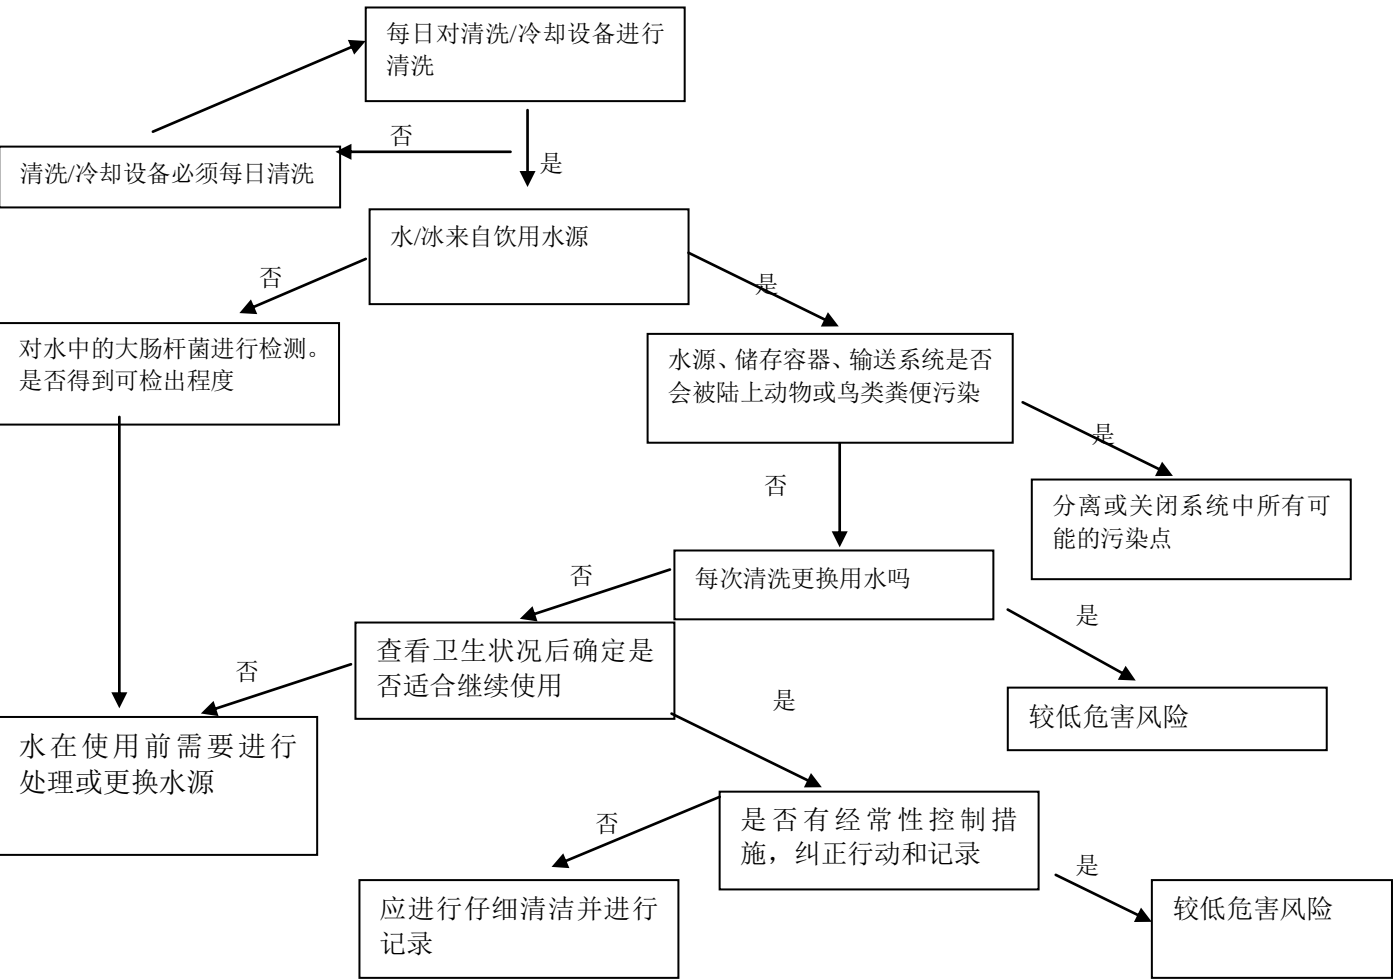 每日对清洗/冷却设备进行
清洗
否
是
清洗/冷却设备必须每日清洗
水/冰来自饮用水源
否
是
对水中的大肠杆菌进行检测。
是否得到可检出程度
水源、储存容器、输送系统是否
会被陆上动物或鸟类粪便污染
是
否
分离或关闭系统中所有可
能的污染点
每次清洗更换用水吗
否
是
查看卫生状况后确定是
否适合继续使用
否
是
较低危害风险
水在使用前需要进行
处理或更换水源
是否有经常性控制措
施，纠正行动和记录
否
是
应进行仔细清洁并进行
记录
较低危害风险